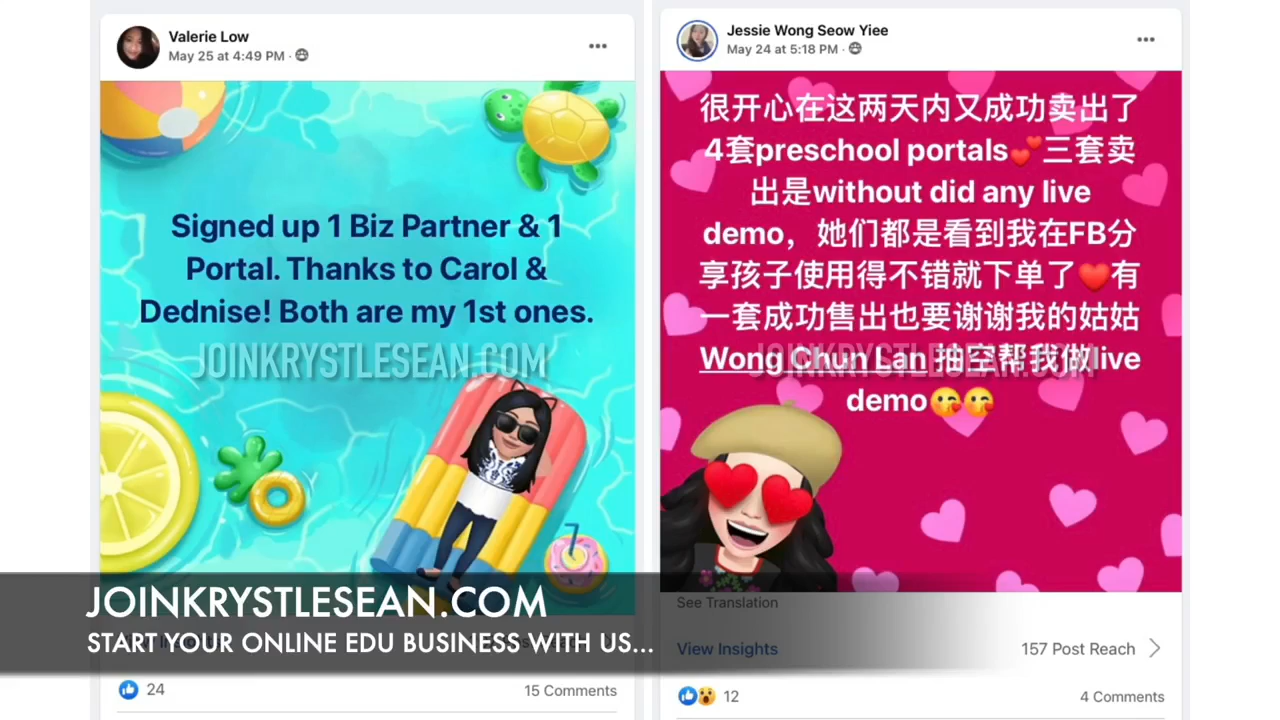 Valerie Low
May 25 at 4:49 PM ·
Signed up 1 Biz Partner & 1
Portal. Thanks to Carol &
Dednise! Both are my 1st ones.
JOINKRYSTLESEAN.COM
24
15 Comments
Jessie Wong Seow Yiee
May 24 at 5:18 PM ·
很开心在这两天内又成功卖出了
4套preschool portals💕三套卖
出是without did any live
demo，她们都是看到我在FB分
享孩子使用得不错就下单了❤️有
一套成功售出也要谢谢我的姑姑
Wong Chun Lan 抽空帮我做live
demo😘😘
JOINKRYSTLESEAN.COM
See Translation
View Insights
157 Post Reach
12
4 Comments
JOINKRYSTLESEAN.COM
START YOUR ONLINE EDU BUSINESS WITH US...